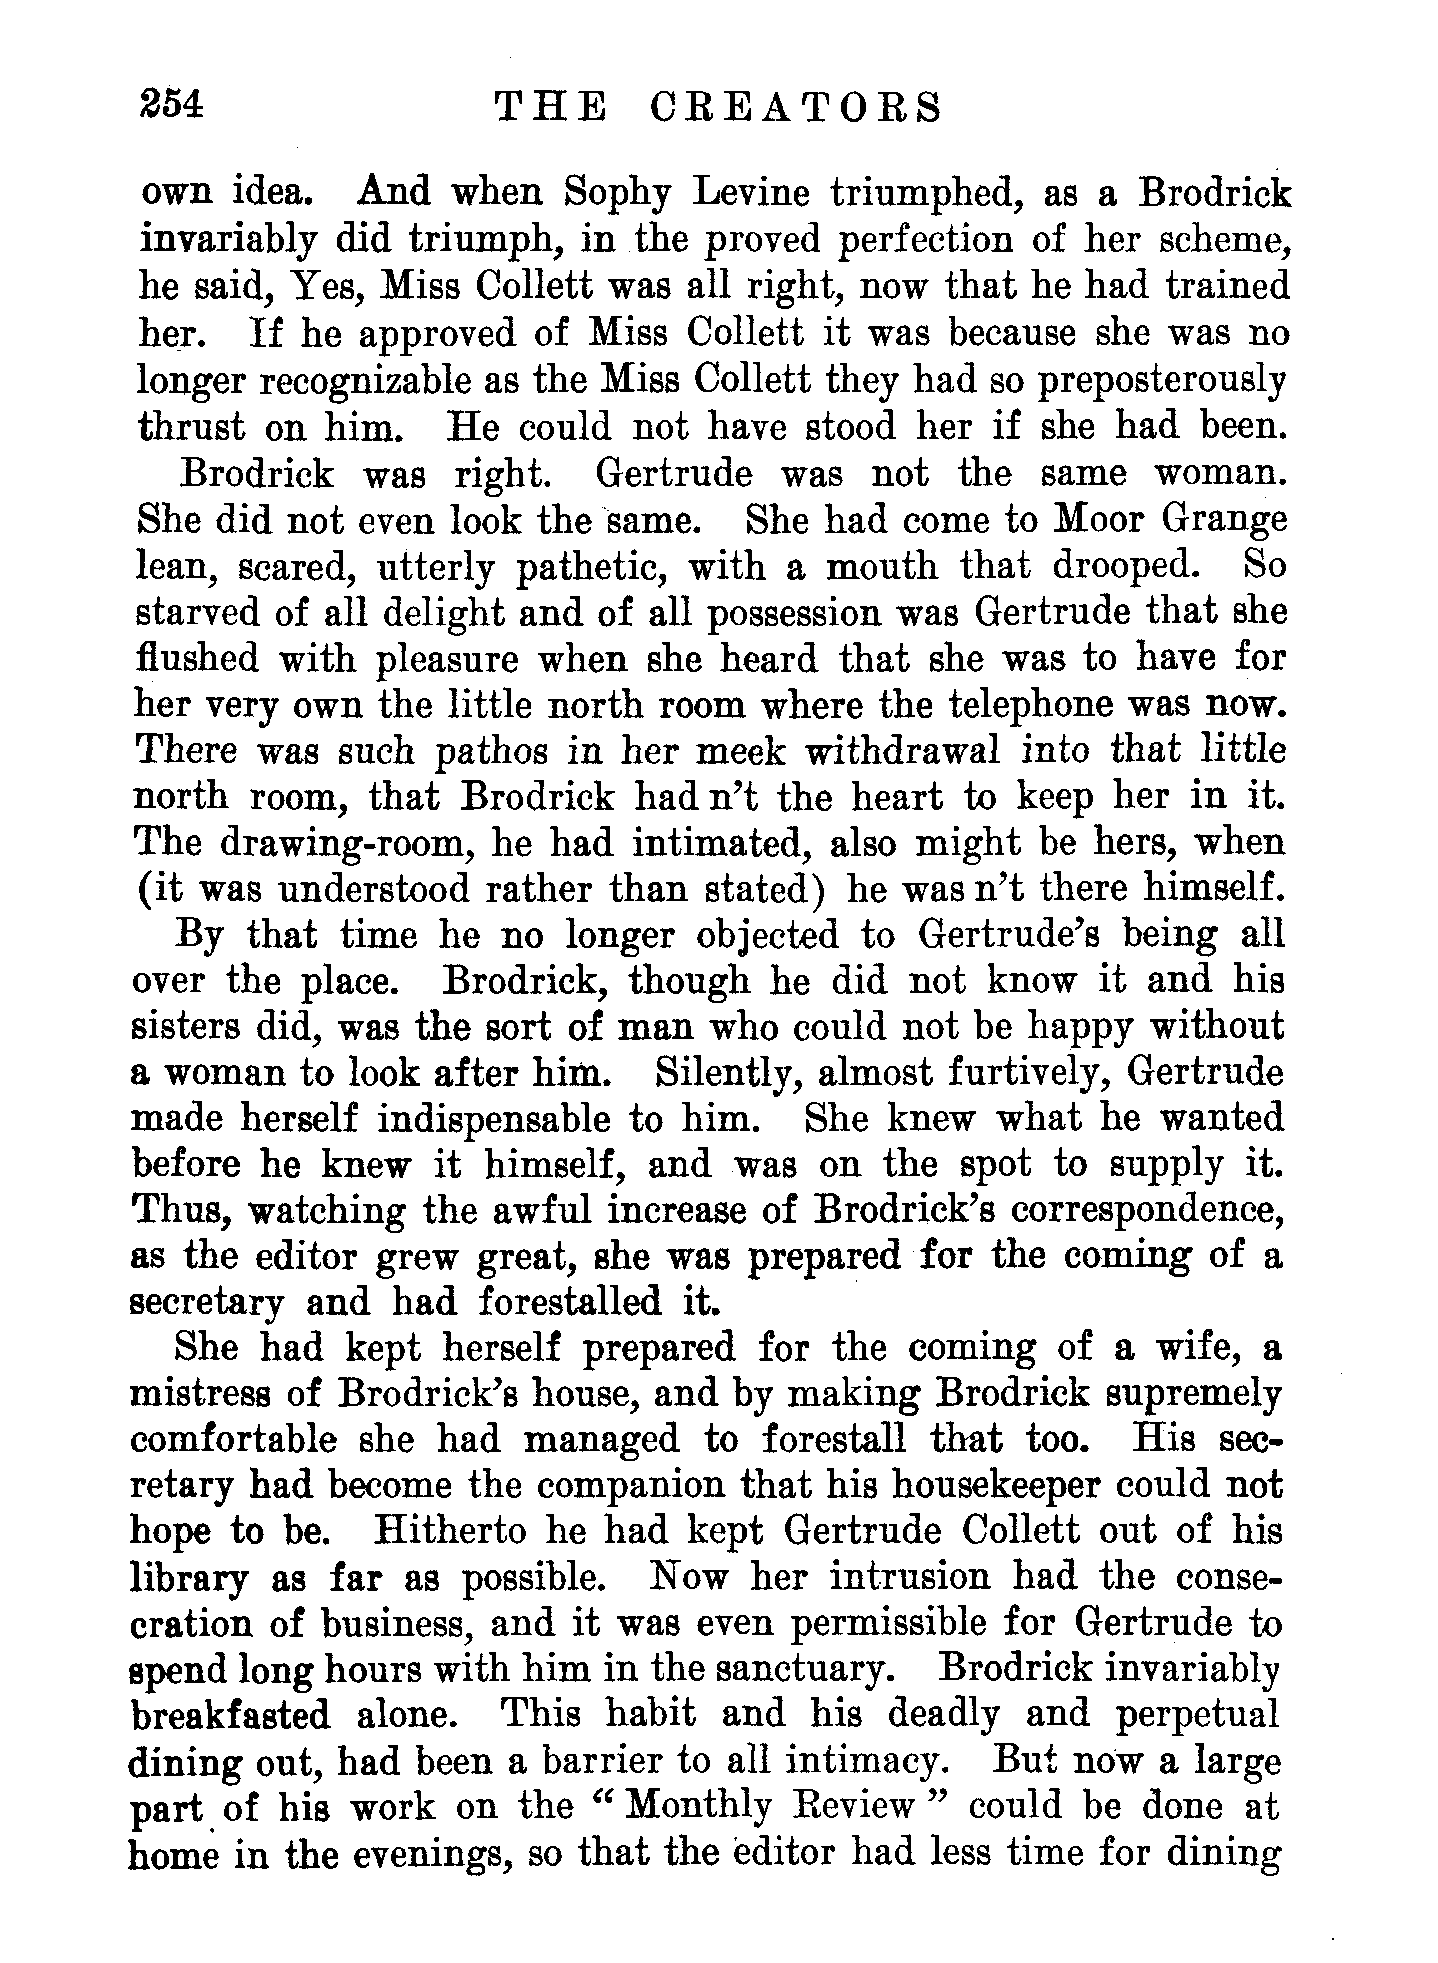 254 THE CREATORS
own idea. And when Sophy Levine triumphed, as a Brodrick
invariably did triumph, in the proved perfection of her scheme,
he said, Yes, Miss Collett was all right, now that he had trained
her. If he approved of Miss Collett it was because she was no
longer recognizable as the Miss Collett they had so preposterously
thrust on him. He could not have stood her if she had been.
Brodrick was right. Gertrude was not the same woman.
She did not even look the same. She had come to Moor Grange
lean, scared, utterly pathetic, with a mouth that drooped. So
starved of all delight and of all possession was Gertrude that she
flushed with pleasure when she heard that she was to have for
her very own the little north room where the telephone was now.
There was such pathos in her meek withdrawal into that little
north room, that Brodrick had n't the heart to keep her in it.
The drawing-room, he had intimated, also might be hers, when
(it was understood rather than stated) he was n't there himself.
By that time he no longer objected to Gertrude's being all
over the place. Brodrick, though he did not know it and his
sisters did, was the sort of man who could not be happy without
a woman to look after him. Silently, almost furtively, Gertrude
made herself indispensable to him. She knew what he wanted
before he knew it himself, and was on the spot to supply it.
Thus, watching the awful increase of Brodrick's correspondence,
as the editor grew great, she was prepared for the coming of a
secretary and had forestalled it.
She had kept herself prepared for the coming of a wife, a
mistress of Brodrick's house, and by making Brodrick supremely
comfortable she had managed to forestall that too. His sec-
retary had become the companion that his housekeeper could not
hope to be. Hitherto he had kept Gertrude Collett out of his
library as far as possible. Now her intrusion had the conse-
cration of business, and it was even permissible for Gertrude to
spend long hours with him in the sanctuary. Brodrick invariably
breakfasted alone. This habit and his deadly and perpetual
dining out, had been a barrier to all intimacy. But now a large
part of his work on the “ Monthly Review ” could be done at
home in the evenings, so that the editor had less time for dining